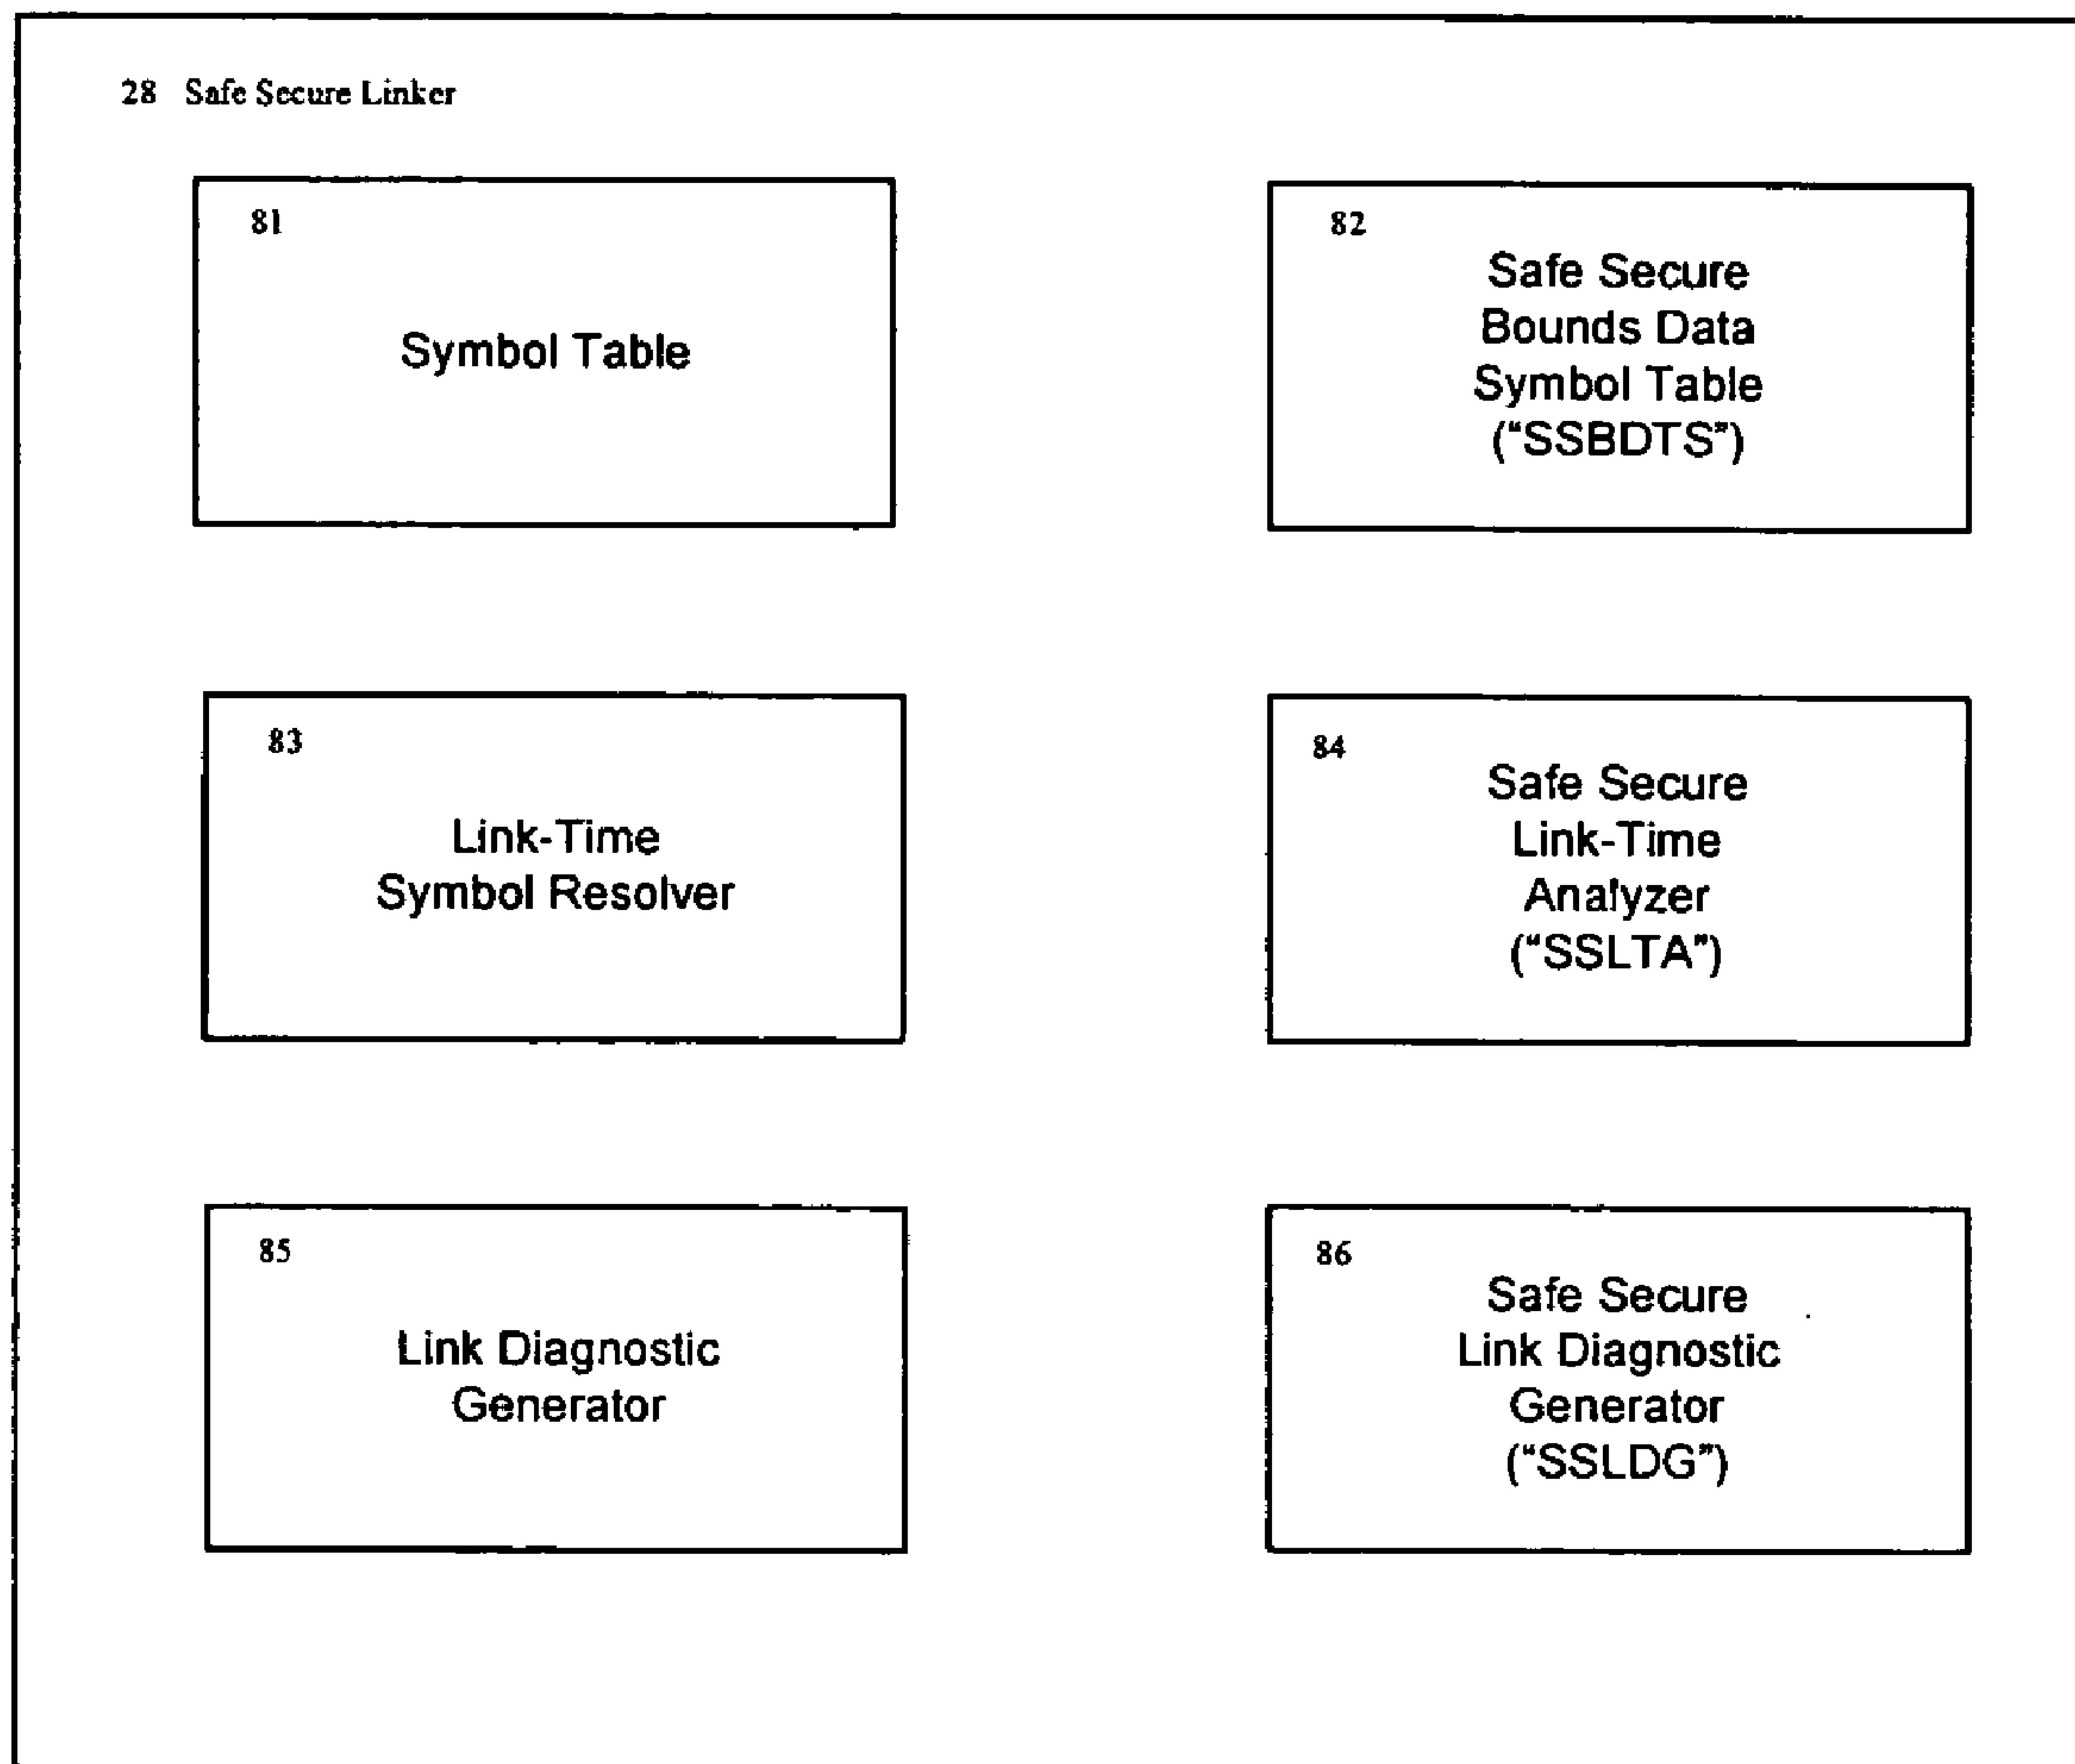 28 Safe Secure Linker
81
Symbol Table
82
Safe Secure
Bounds Data
Symbol Table
("SSBDTS")
83
Link-Time
Symbol Resolver
84
Safe Secure
Link-Time
Analyzer
("SSLTA")
85
Link Diagnostic
Generator
86
Safe Secure
Link Diagnostic
Generator
("SSLDG")